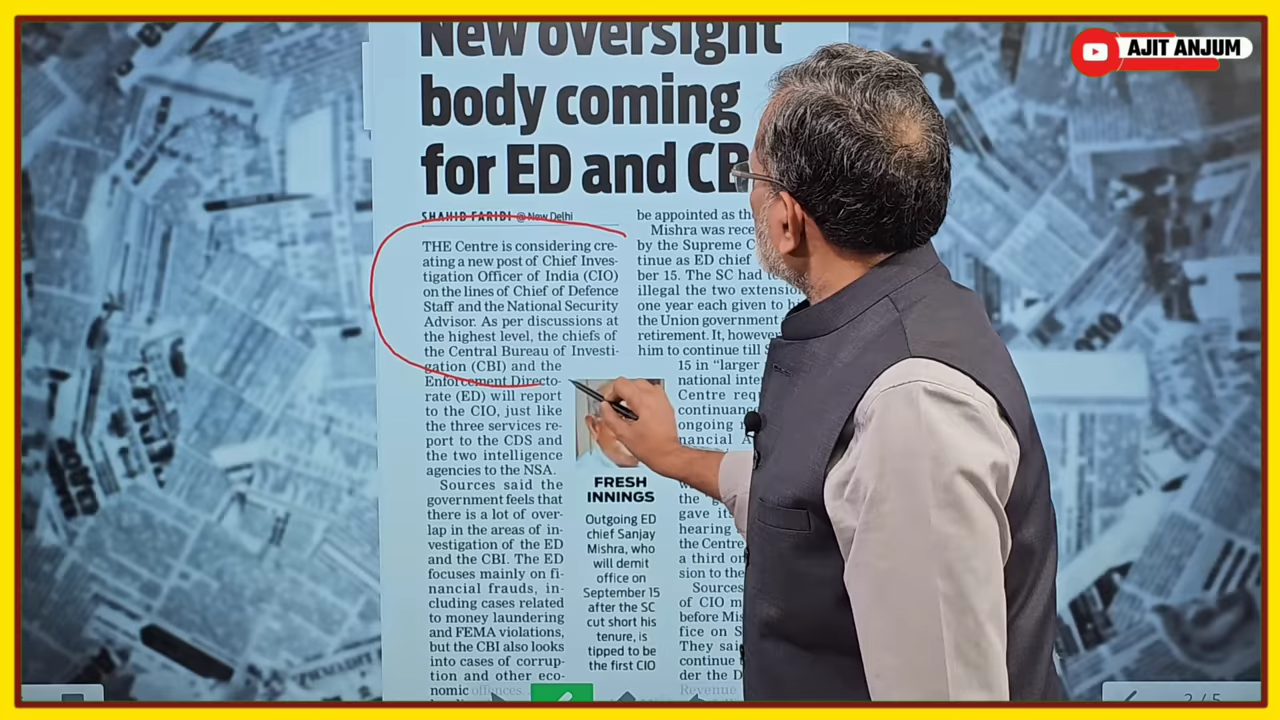 AJIT ANJUM
New oversight
body coming
for ED and CB
SHAHID FARIDI @ New Delhi
THE Centre is considering cre-
ating a new post of Chief Inves-
tigation Officer of India (CIO)
on the lines of Chief of Defence
Staff and the National Security
Advisor. As per discussions at
the highest level, the chiefs of
the Central Bureau of Investi-
gation (CBI) and the
Enforcement Directo-
rate (ED) will report
to the CIO, just like
the three services re-
port to the CDS and
the two intelligence
agencies to the NSA.
Sources said the
government feels that
there is a lot of over-
lap in the areas of in-
vestigation of the ED
and the CBI. The ED
focuses mainly on fi-
nancial frauds, in-
cluding cases related
to money laundering
and FEMA violations,
but the CBI also looks
into cases of corrup-
tion and other eco-
nomic offences.
FRESH
INNINGS
Outgoing ED
chief Sanjay
Mishra, who
will demit
office on
September 15
after the SC
cut short his
tenure, is
tipped to be
the first CIO
be appointed as the
Mishra was rece
by the Supreme C
tinue as ED chief
ber 15. The SC had
illegal the two extensio
one year each given to h
the Union government
retirement. It, however
him to continue till S
15 in “larger
national inte
Centre req
continuanc
ongoing
nancial A
the
gave its
hearing
the Centre
a third on
sion to the
Sources
of CIO m
before Mis
fice on S
They sai
continue
der the D
Revenue
2/5